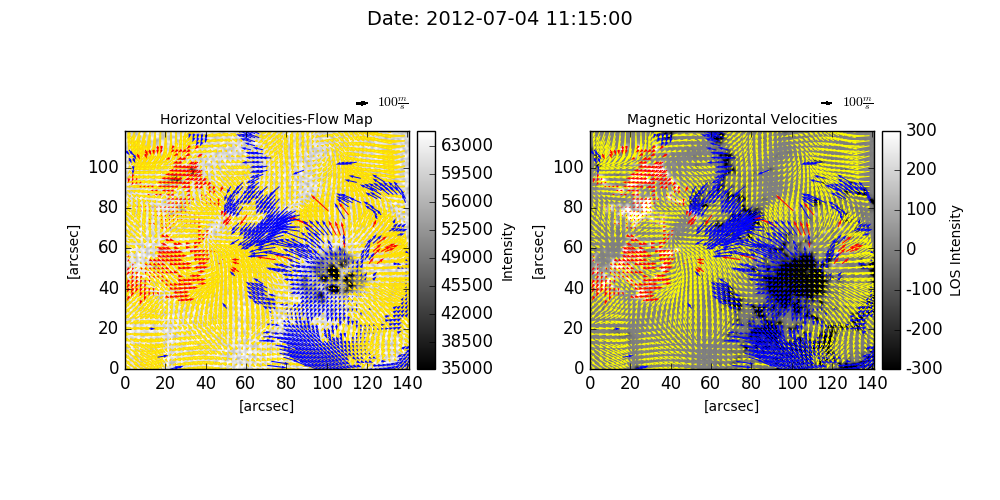 Date: 2012-07-04 11:15:00
100 m/s
Horizontal Velocities-Flow Map
100
80
60
40
20
0
[arcsec]
0 20 40 60 80 100 120 140
[arcsec]
63000
59500
56000
52500
49000
45500
42000
38500
35000
Intensity
100 m/s
Magnetic Horizontal Velocities
100
80
60
40
20
0
[arcsec]
0 20 40 60 80 100 120 140
[arcsec]
300
200
100
0
-100
-200
-300
LOS Intensity